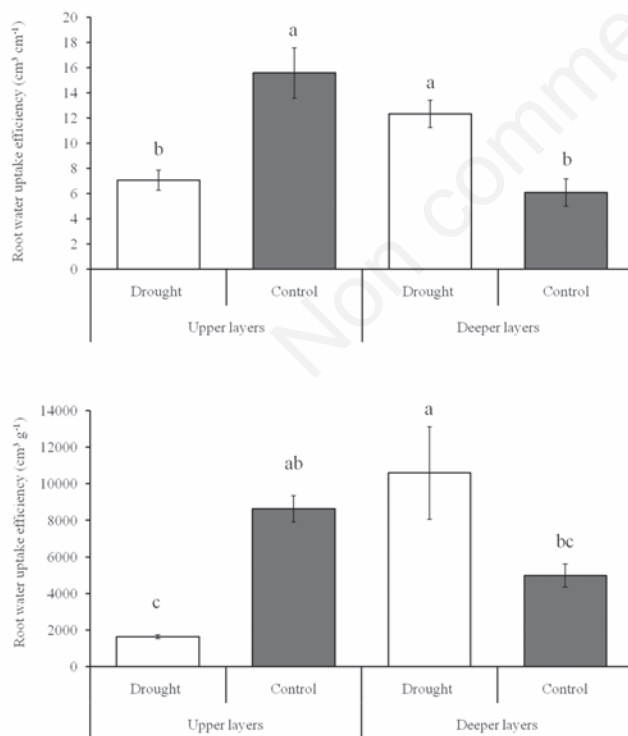 Non comme
Root water uptake efficiency (cm³ cm⁻¹)
20
18
16
14
12
10
8
6
4
2
0
b
a
a
b
Drought Control Drought Control
Upper layers Deeper layers
Root water uptake efficiency (cm³ g⁻¹)
14000
12000
10000
8000
6000
4000
2000
0
c
ab
a
bc
Drought Control Drought Control
Upper layers Deeper layers